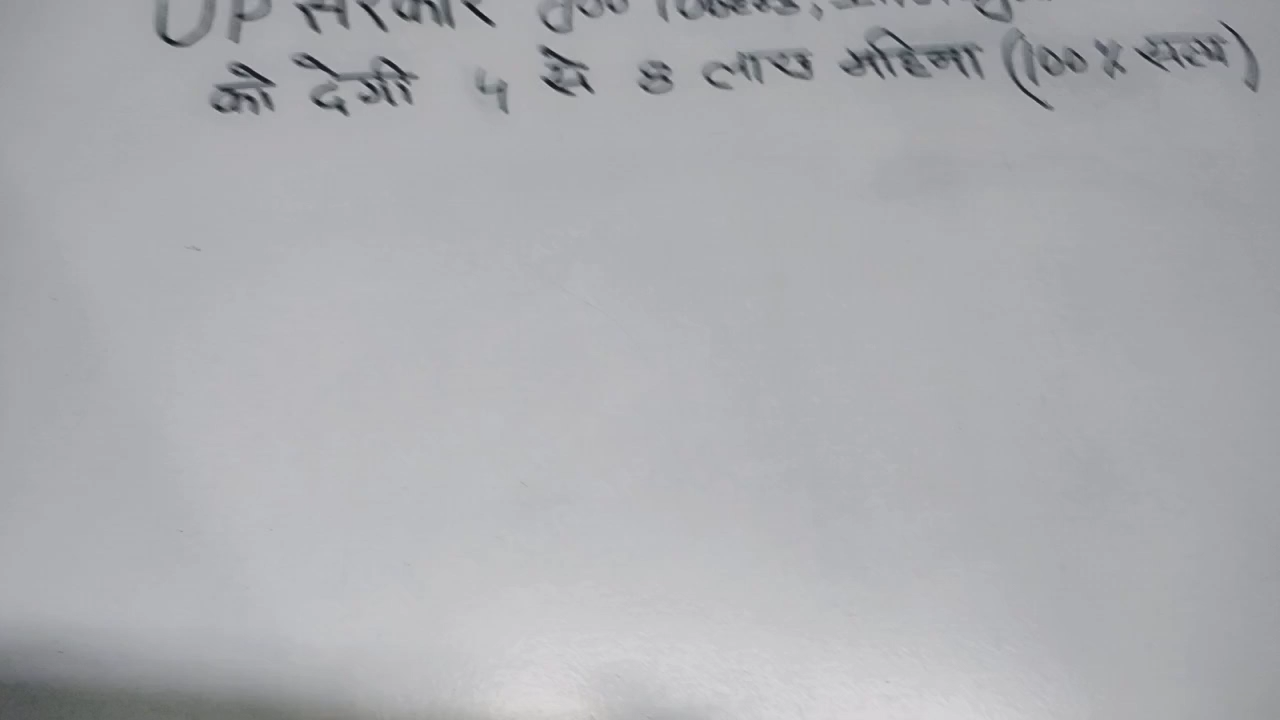 UP सरकार
को देगी 4 से 8 लाख महिना (100% सत्य)